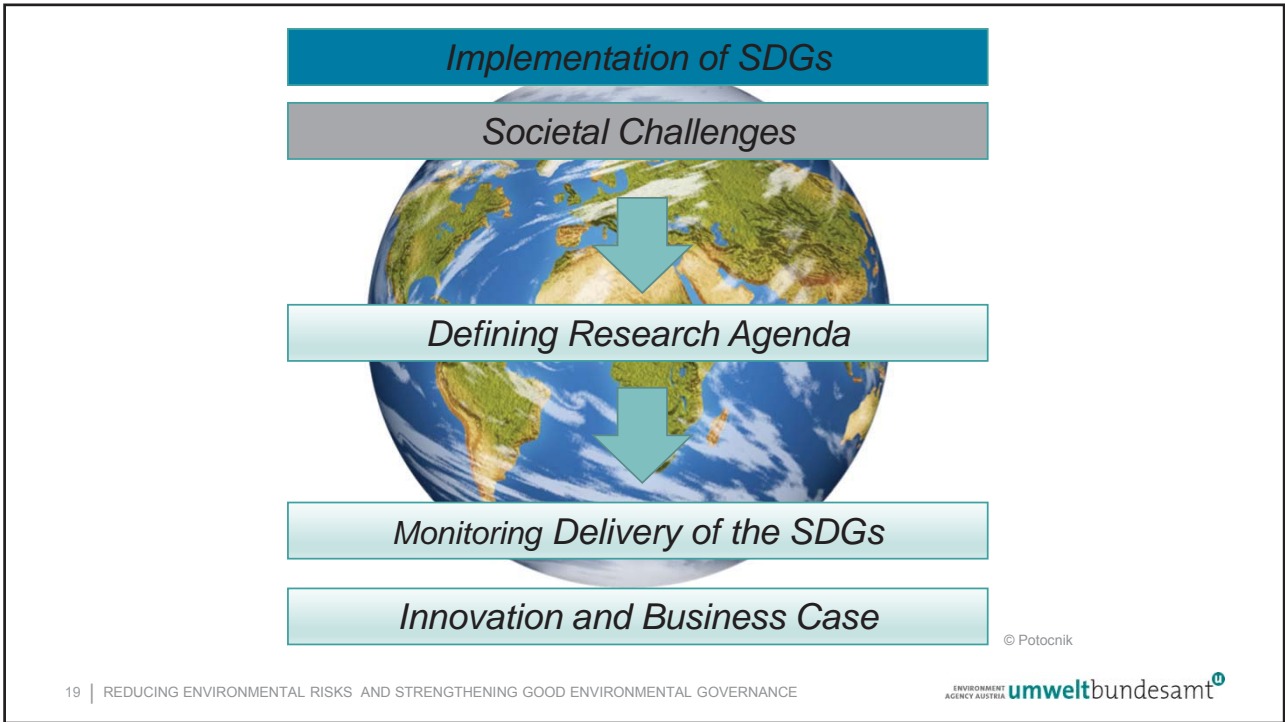 Implementation of SDGs
Societal Challenges
Defining Research Agenda
Monitoring Delivery of the SDGs
Innovation and Business Case
© Potocnik
19 | REDUCING ENVIRONMENTAL RISKS AND STRENGTHENING GOOD ENVIRONMENTAL GOVERNANCE
ENVIRONMENT
AGENCY AUSTRIA umweltbundesamt u